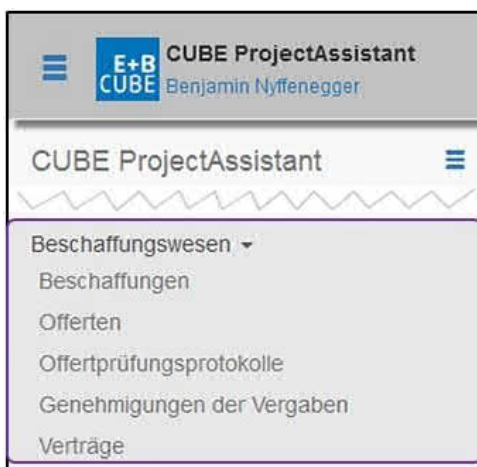 E+B
CUBE
CUBE ProjectAssistant
Benjamin Nyffenegger
CUBE ProjectAssistant
Beschaffungswesen
Beschaffungen
Offerten
Offertprüfungsprotokolle
Genehmigungen der Vergaben
Verträge